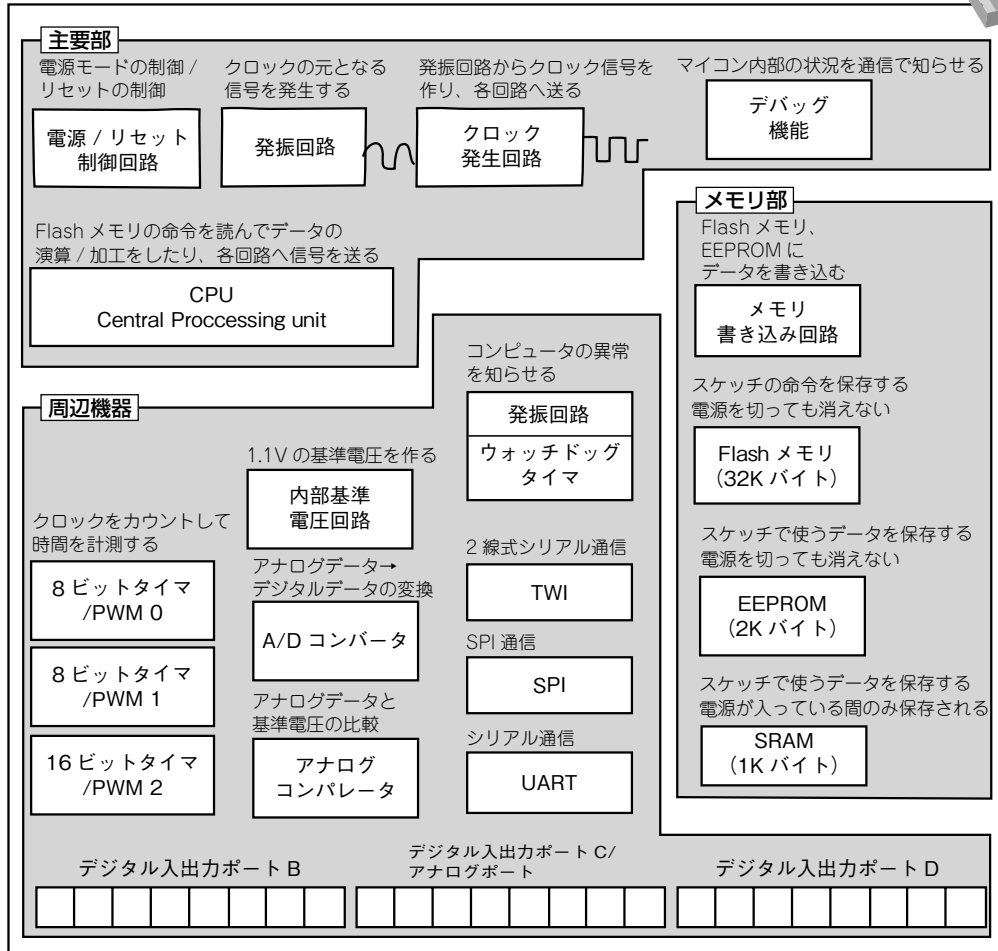 主要部
電源モードの制御 /
リセットの制御
電源 / リセット
制御回路
クロックの元となる
信号を発生する
発振回路
発振回路からクロック信号を
作り、各回路へ送る
クロック
発生回路
マイコン内部の状況を通信で知らせる
デバッグ
機能
Flash メモリの命令を読んでデータの
演算 / 加工をしたり、各回路へ信号を送る
CPU
Central Proccessing unit
メモリ部
Flash メモリ、
EEPROM に
データを書き込む
メモリ
書き込み回路
スケッチの命令を保存する
電源を切っても消えない
Flash メモリ
（32K バイト）
スケッチで使うデータを保存する
電源を切っても消えない
EEPROM
（2K バイト）
スケッチで使うデータを保存する
電源が入っている間のみ保存される
SRAM
（1K バイト）
周辺機器
クロックをカウントして
時間を計測する
8 ビットタイマ
/PWM 0
8 ビットタイマ
/PWM 1
16 ビットタイマ
/PWM 2
1.1V の基準電圧を作る
内部基準
電圧回路
アナログデータ→
デジタルデータの変換
A/D コンバータ
アナログデータと
基準電圧の比較
アナログ
コンパレータ
コンピュータの異常
を知らせる
発振回路
ウォッチドッグ
タイマ
2 線式シリアル通信
TWI
SPI 通信
SPI
シリアル通信
UART
デジタル入出力ポート B
デジタル入出力ポート C/
アナログポート
デジタル入出力ポート D